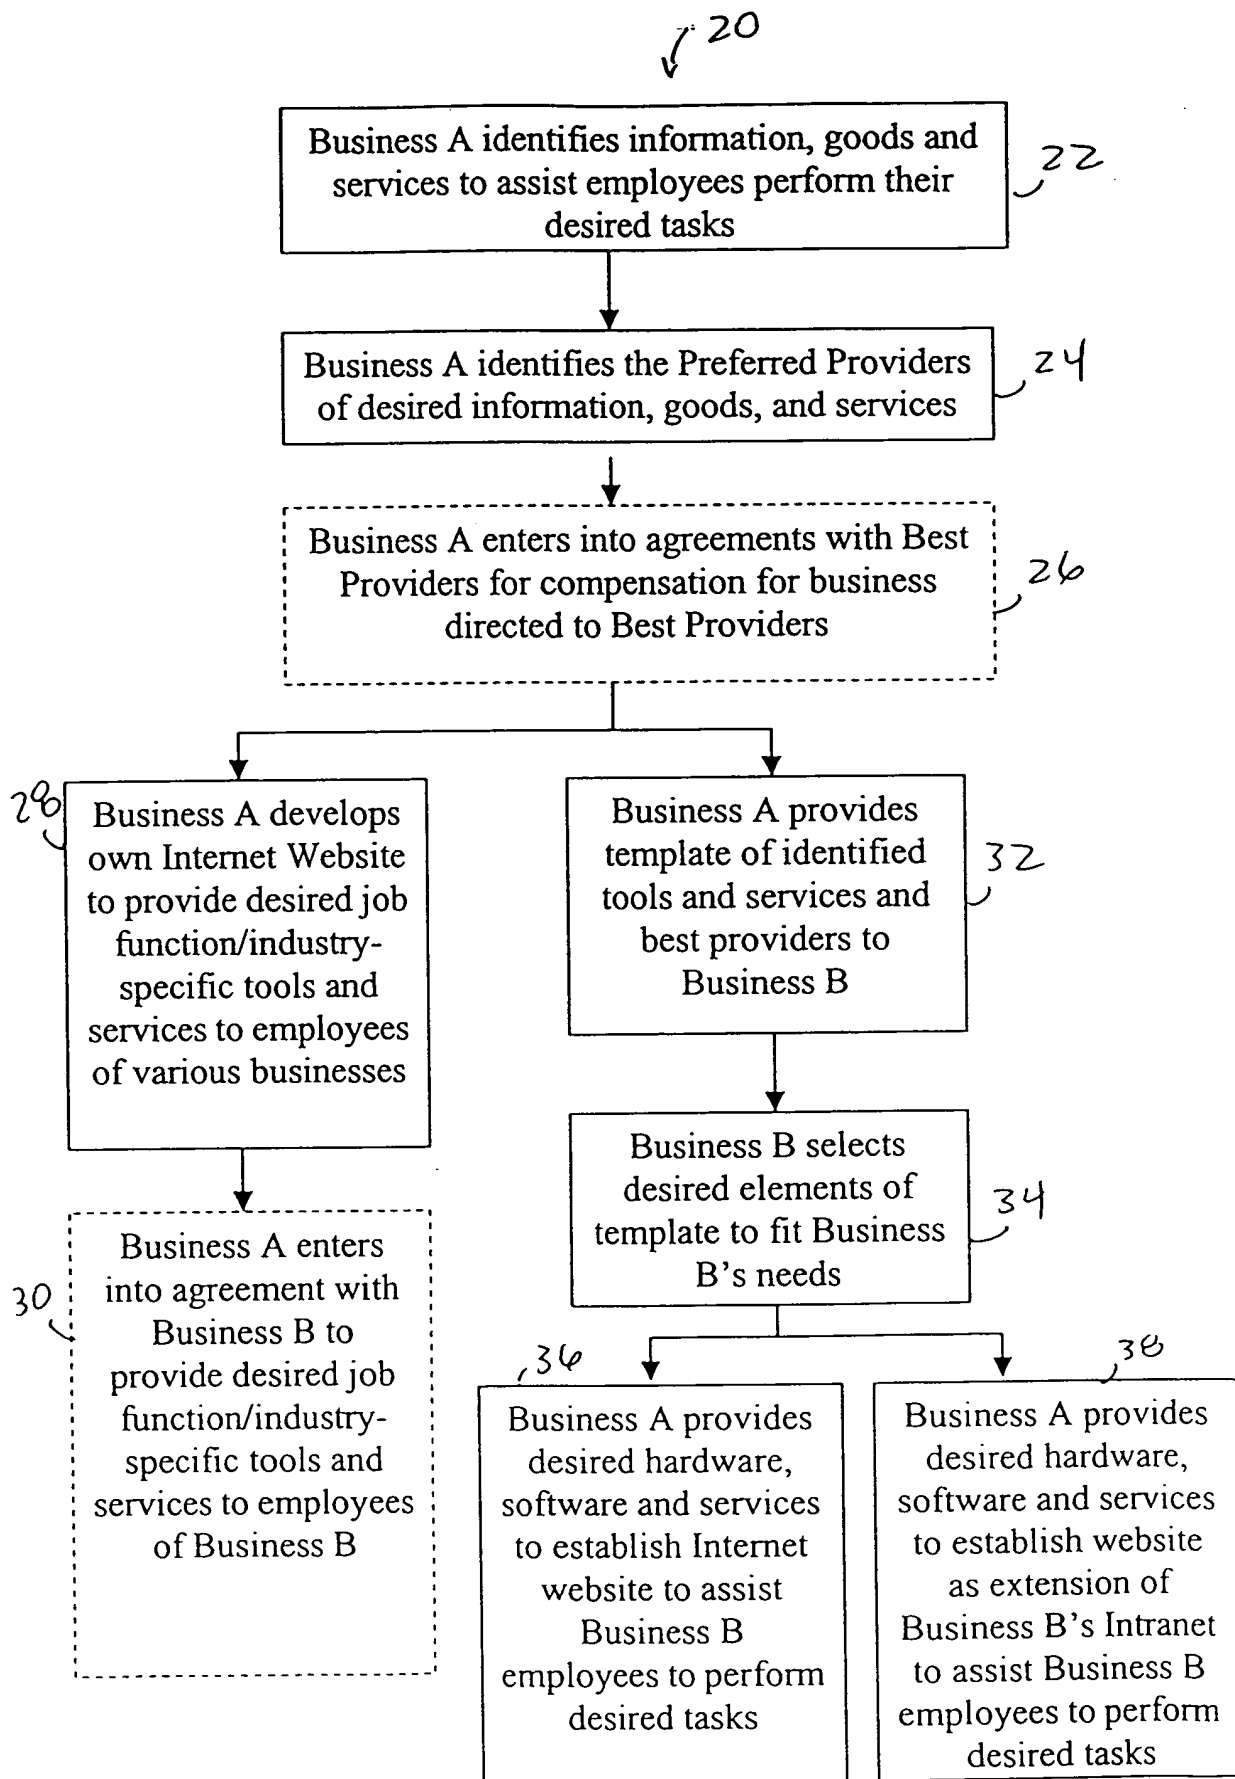 20
Business A identifies information, goods and
services to assist employees perform their
desired tasks
22
Business A identifies the Preferred Providers
of desired information, goods, and services
24
Business A enters into agreements with Best
Providers for compensation for business
directed to Best Providers
26
28
Business A develops
own Internet Website
to provide desired job
function/industry-
specific tools and
services to employees
of various businesses
Business A provides
template of identified
tools and services and
best providers to
Business B
32
Business B selects
desired elements of
template to fit Business
B's needs
34
30
Business A enters
into agreement with
Business B to
provide desired job
function/industry-
specific tools and
services to employees
of Business B
36
Business A provides
desired hardware,
software and services
to establish Internet
website to assist
Business B
employees to perform
desired tasks
38
Business A provides
desired hardware,
software and services
to establish website
as extension of
Business B's Intranet
to assist Business B
employees to perform
desired tasks